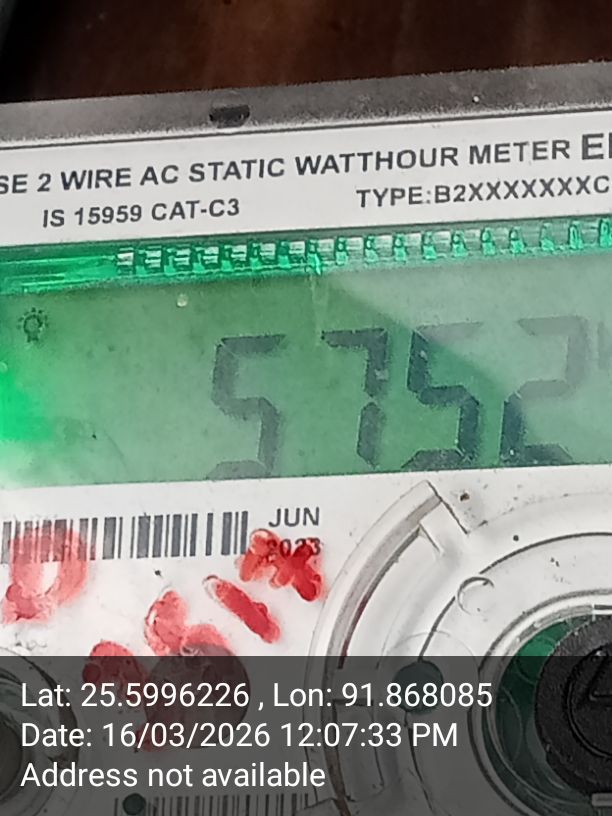 SE 2 WIRE AC STATIC WATTHOUR METER
IS 15959 CAT-C3
TYPE:B2XXXXXXXC
5752
JUN
2023
Lat: 25.5996226 , Lon: 91.868085
Date: 16/03/2026 12:07:33 PM
Address not available